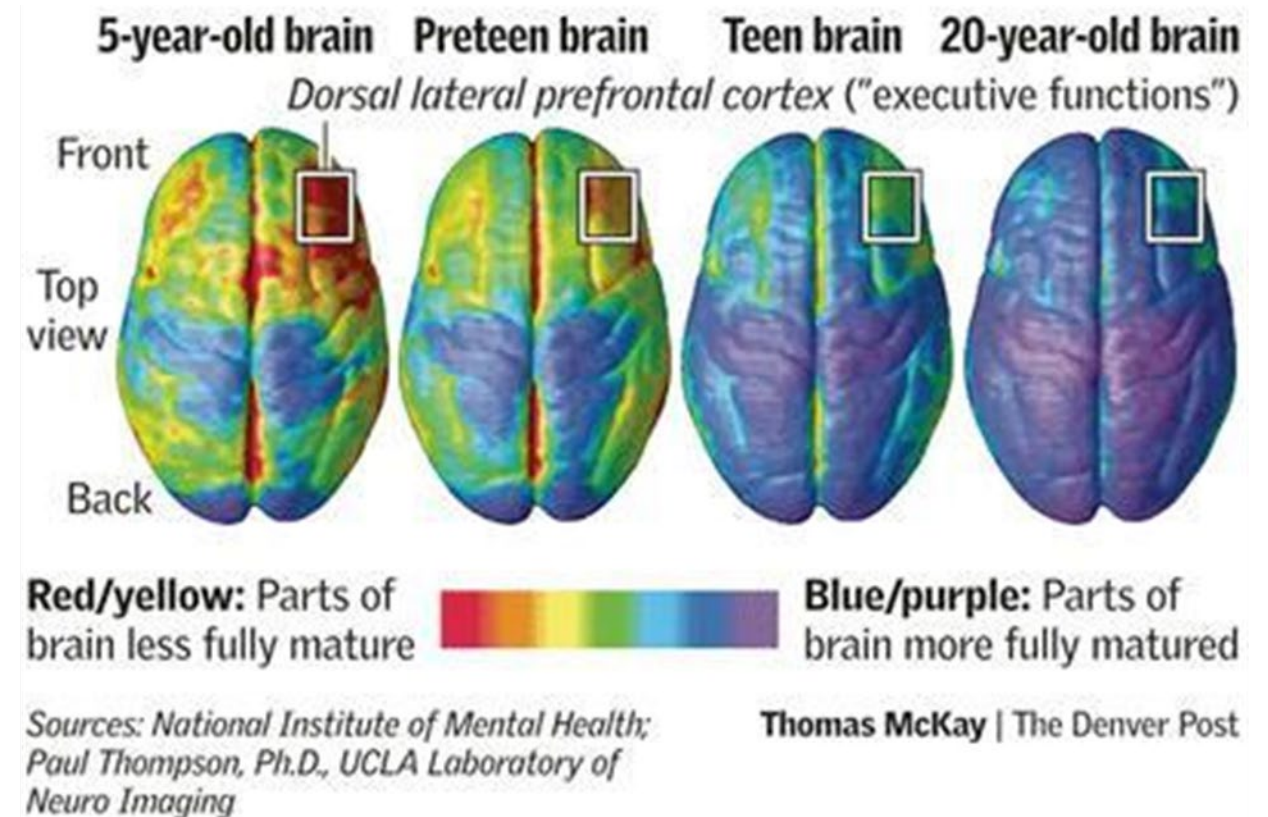 5-year-old brain Preteen brain Teen brain 20-year-old brain
Dorsal lateral prefrontal cortex ("executive functions")
Front
Top
view
Back
Red/yellow: Parts of
brain less fully mature
Blue/purple: Parts of
brain more fully matured
Sources: National Institute of Mental Health;
Paul Thompson, Ph.D., UCLA Laboratory of
Neuro Imaging
Thomas McKay | The Denver Post